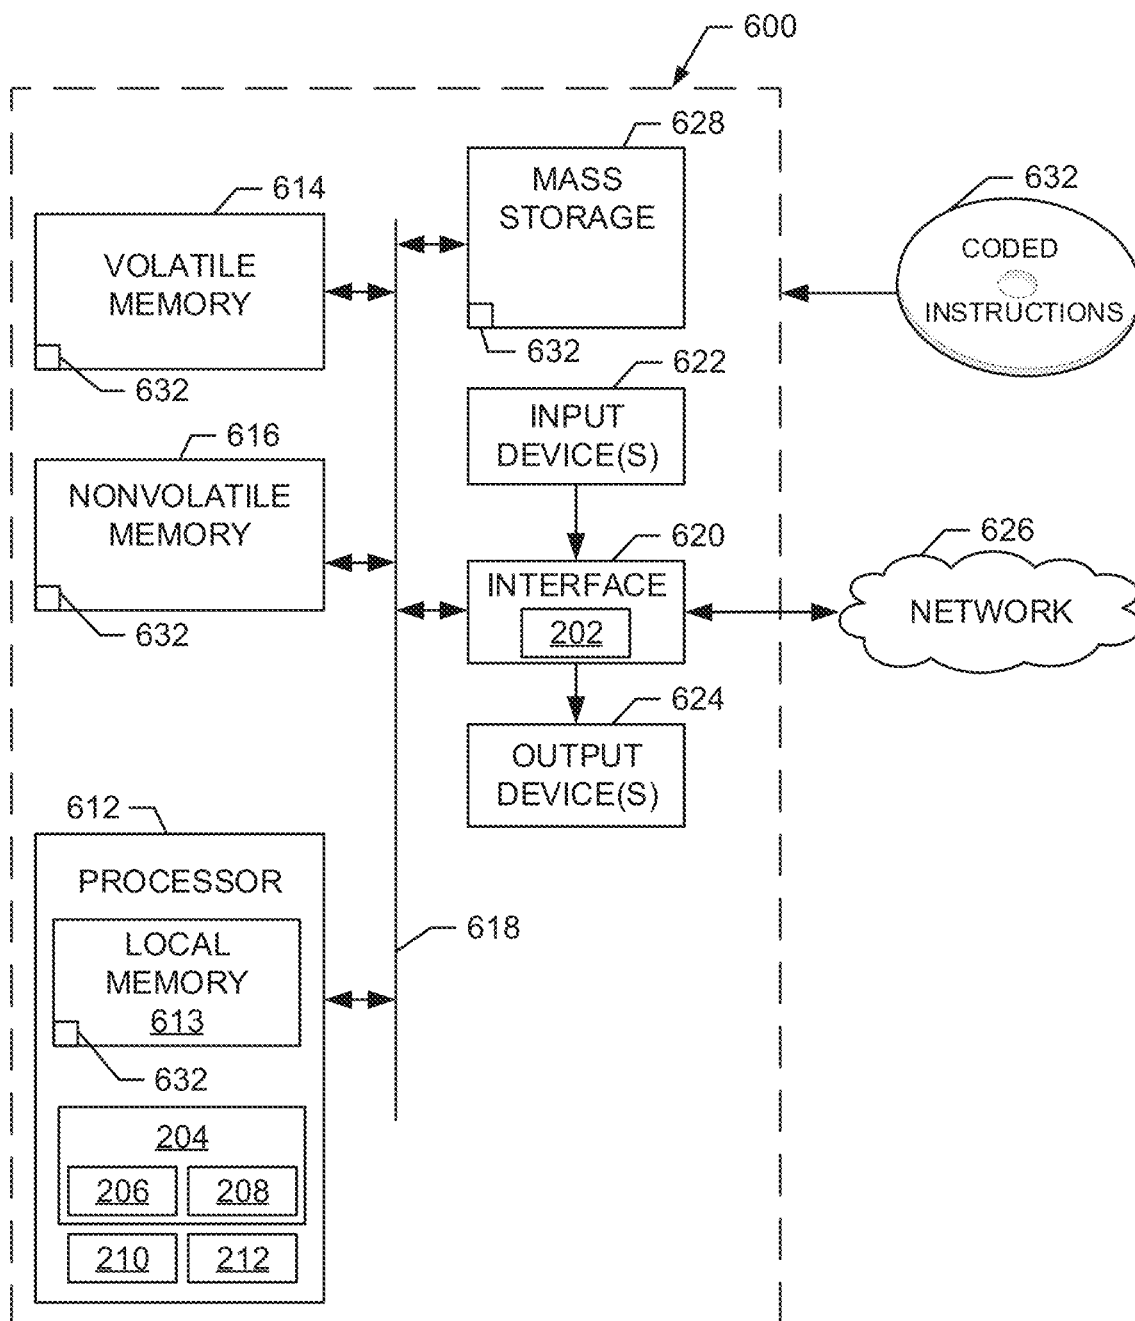 600
628
MASS
STORAGE
632
614
VOLATILE
MEMORY
632
632
CODED
INSTRUCTIONS
622
INPUT
DEVICE(S)
616
NONVOLATILE
MEMORY
632
620
INTERFACE
202
626
NETWORK
624
OUTPUT
DEVICE(S)
612
PROCESSOR
LOCAL
MEMORY
613
632
618
204
206
208
210
212